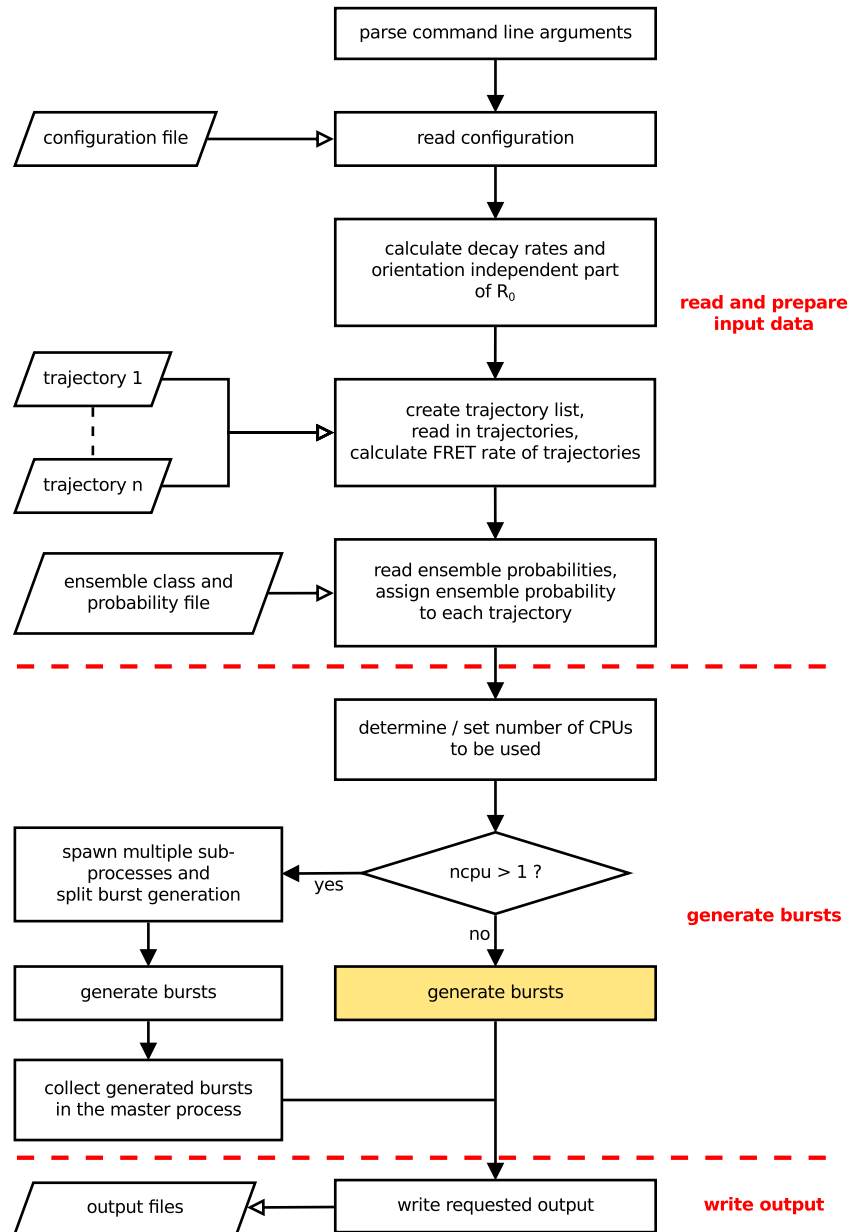 parse command line arguments
configuration file
read configuration
calculate decay rates and
orientation independent part
of R₀
read and prepare
input data
trajectory 1
trajectory n
create trajectory list,
read in trajectories,
calculate FRET rate of trajectories
ensemble class and
probability file
read ensemble probabilities,
assign ensemble probability
to each trajectory
determine / set number of CPUs
to be used
ncpu > 1 ?
yes
no
spawn multiple sub-
processes and
split burst generation
generate bursts
generate bursts
generate bursts
collect generated bursts
in the master process
output files
write requested output
write output